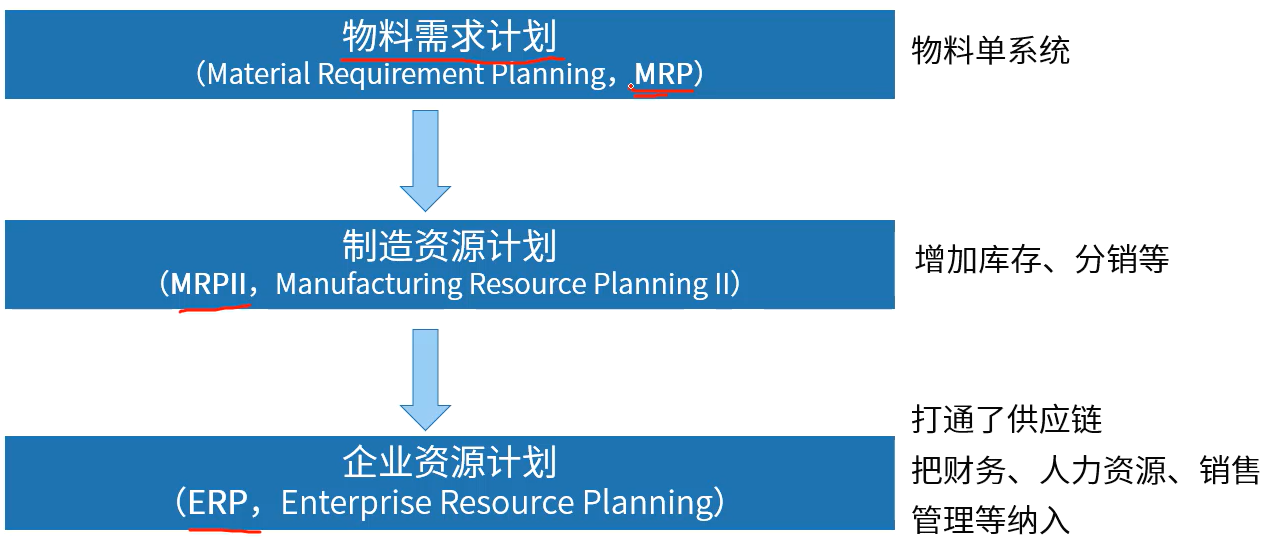 物料需求计划
（Material Requirement Planning，MRP）
物料单系统
制造资源计划
（MRPII，Manufacturing Resource Planning II）
增加库存、分销等
企业资源计划
（ERP，Enterprise Resource Planning）
打通了供应链
把财务、人力资源、销售
管理等纳入